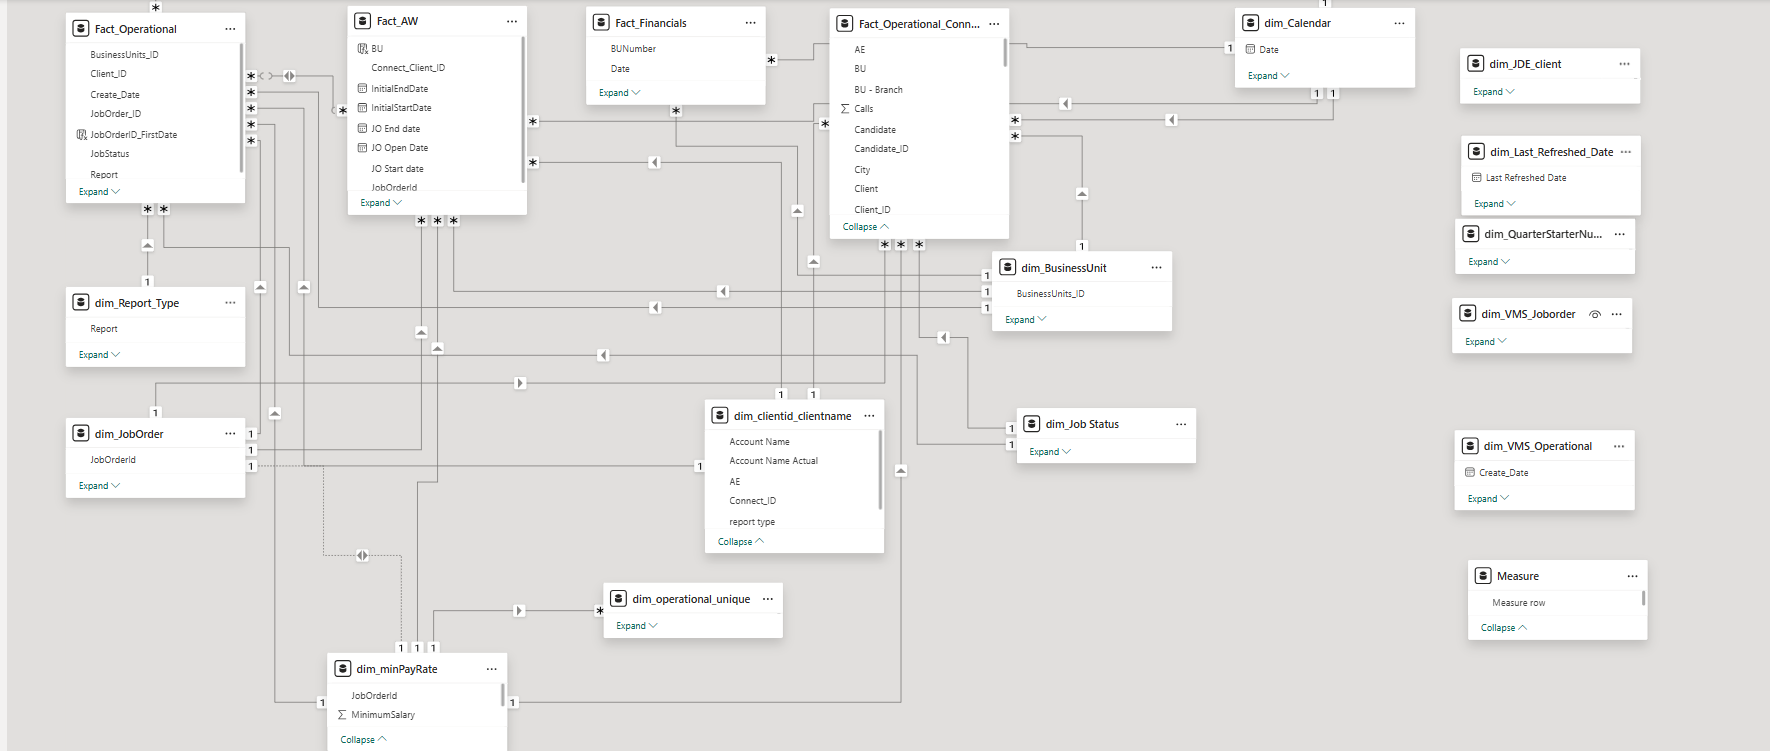 Fact_Operational
BusinessUnits_ID
Client_ID
Create_Date
JobOrder_ID
JobOrderID_FirstDate
JobStatus
Report
Expand
Fact_AW
BU
Connect_Client_ID
InitialEndDate
InitialStartDate
JO End date
JO Open Date
JO Start date
JobOrderId
Expand
Fact_Financials
BUNumber
Date
Expand
Fact_Operational_Conn...
AE
BU
BU - Branch
Calls
Candidate
Candidate_ID
City
Client
Client_ID
Collapse
dim_Calendar
Date
Expand
dim_JDE_client
Expand
dim_Last_Refreshed_Date
Last Refreshed Date
Expand
dim_QuarterStarterNu...
Expand
dim_BusinessUnit
BusinessUnits_ID
Expand
dim_Report_Type
Report
Expand
dim_VMS_Joborder
Expand
dim_JobOrder
JobOrderId
Expand
dim_clientid_clientname
Account Name
Account Name Actual
AE
Connect_ID
report type
Collapse
dim_Job Status
Expand
dim_VMS_Operational
Create_Date
Expand
dim_operational_unique
Expand
Measure
Measure row
Collapse
dim_minPayRate
JobOrderId
MinimumSalary
Collapse